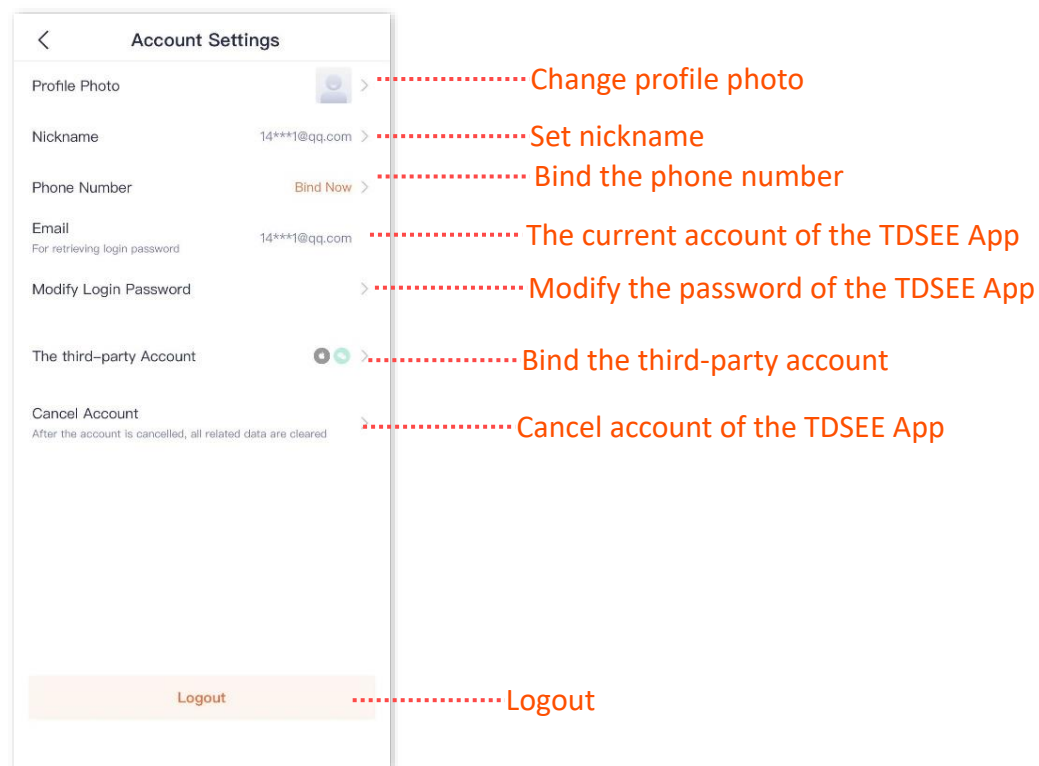 Account Settings
Profile Photo
Change profile photo
Nickname
14***1@qq.com
Set nickname
Phone Number
Bind Now
Bind the phone number
Email
For retrieving login password
14***1@qq.com
The current account of the TDSEE App
Modify Login Password
Modify the password of the TDSEE App
The third-party Account
Bind the third-party account
Cancel Account
After the account is cancelled, all related data are cleared
Cancel account of the TDSEE App
Logout
Logout